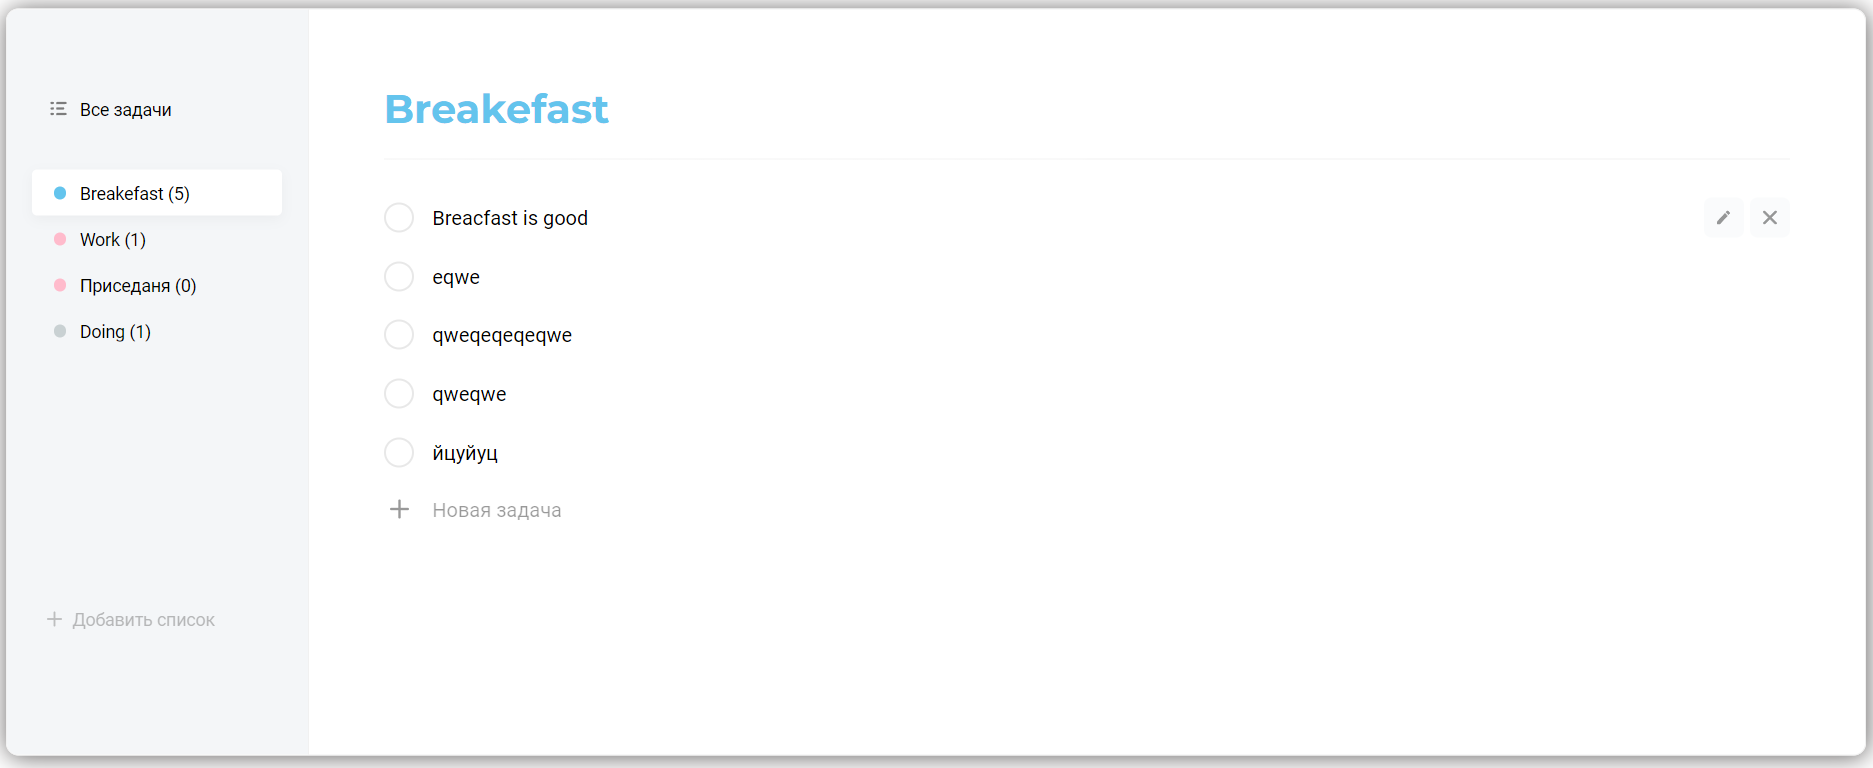 Все задачи
Breakefast (5)
Work (1)
Приседаня (0)
Doing (1)
Добавить список
Breakefast
Breacfast is good
eqwe
qweqeqeqeqwe
qweqwe
йцуйуц
Новая задача